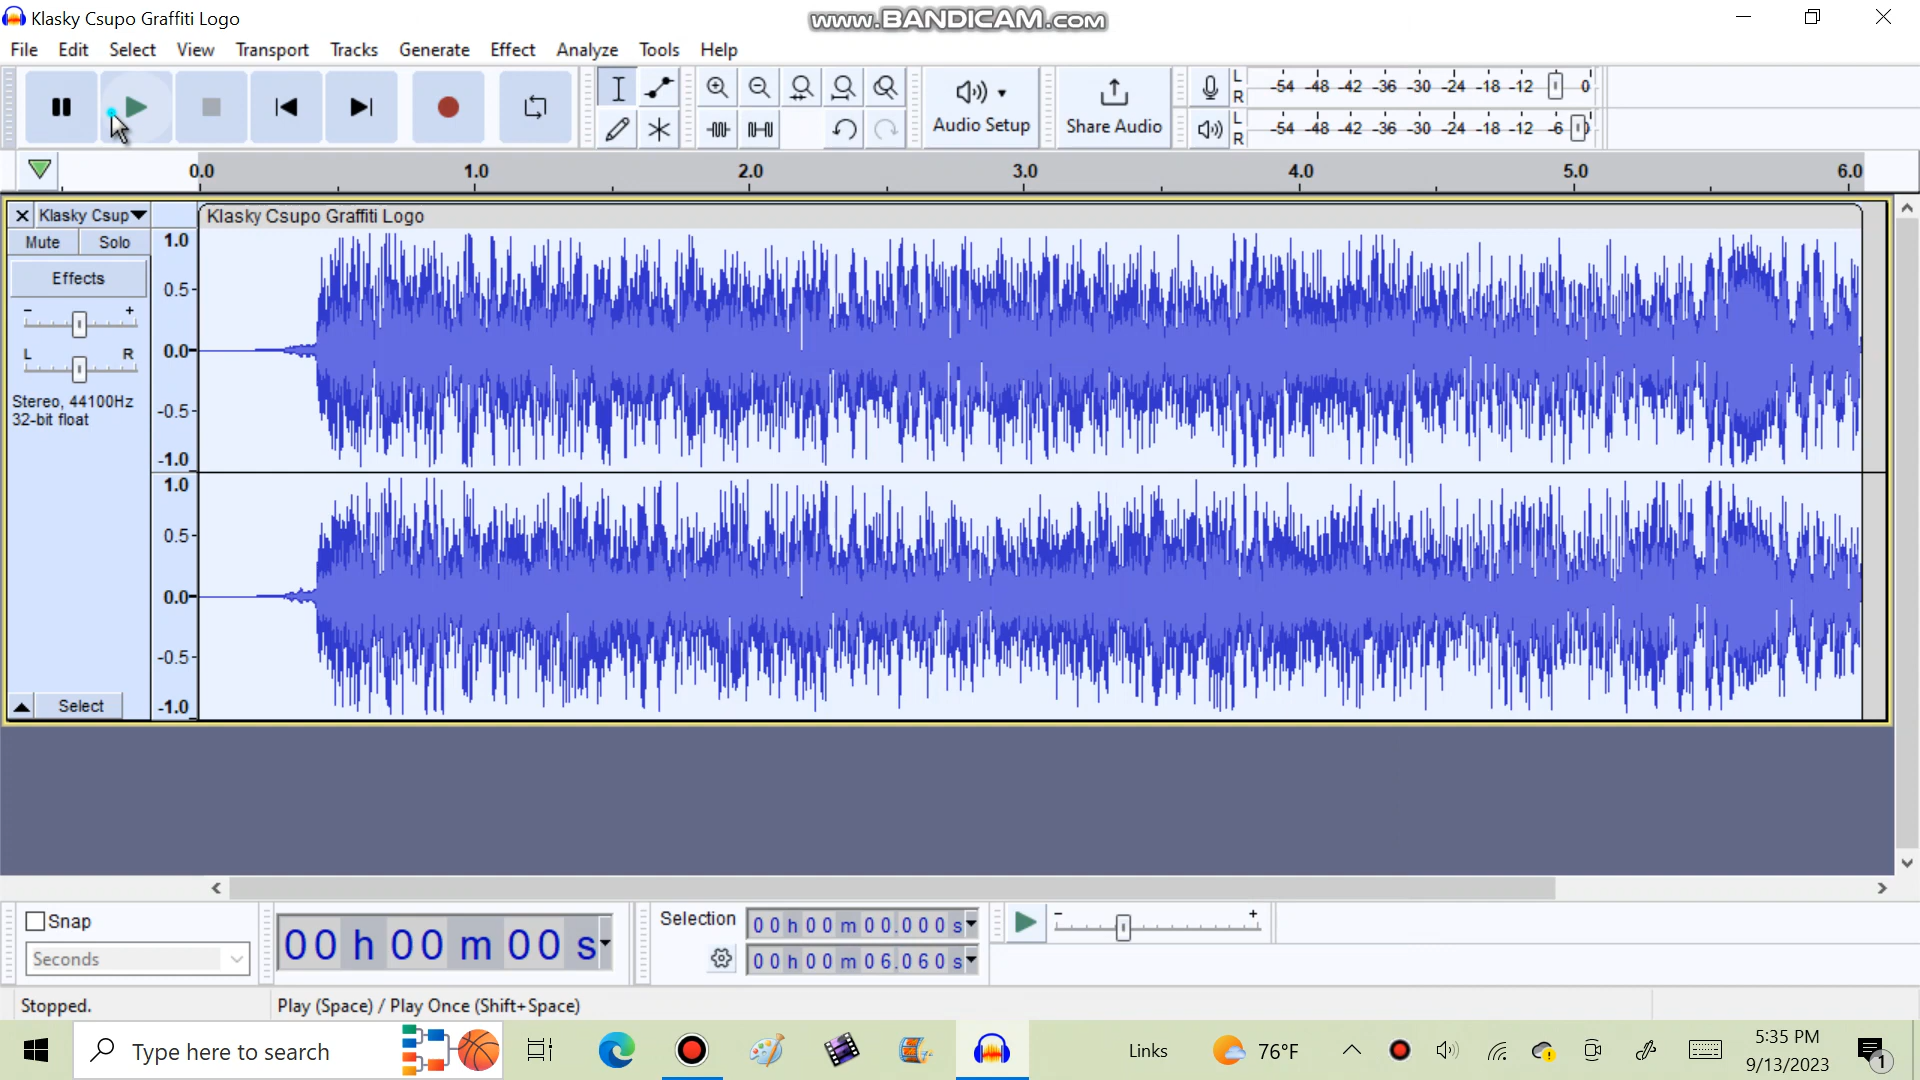 Klasky Csupo Graffiti Logo
www.BANDICAM.com
File Edit Select View Transport Tracks Generate Effect Analyze Tools Help
Audio Setup
Share Audio
L
R
-54 -48 -42 -36 -30 -24 -18 -12 0
L
R
-54 -48 -42 -36 -30 -24 -18 -12 -6
0.0 1.0 2.0 3.0 4.0 5.0 6.0
Klasky Csup
Klasky Csupo Graffiti Logo
Mute Solo
Effects
- +
L R
Stereo, 44100Hz
32-bit float
Select
1.0
0.5
0.0
-0.5
-1.0
1.0
0.5
0.0
-0.5
-1.0
Snap
Seconds
00 h 00 m 00 s
Selection
00 h 00 m 00.000 s
00 h 00 m 06.060 s
- +
Stopped.
Play (Space) / Play Once (Shift+Space)
Type here to search
Links
76°F
5:35 PM
9/13/2023
1